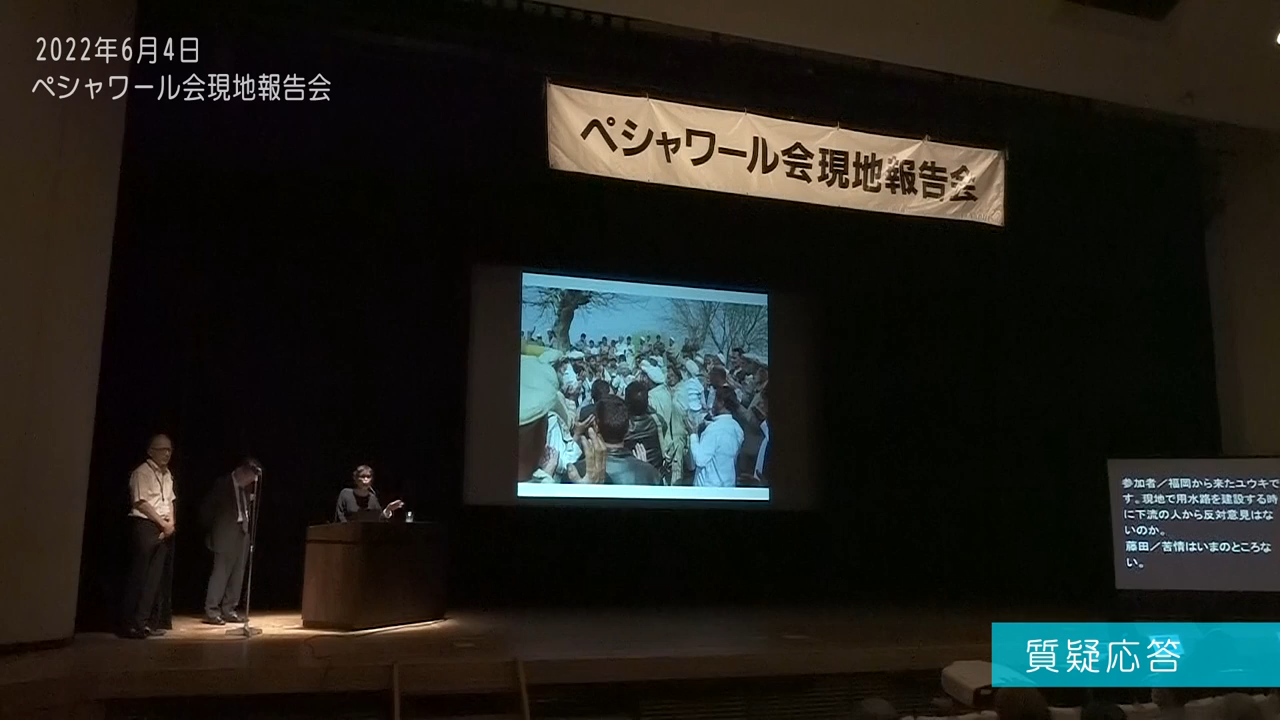 2022年6月4日
ペシャワール会現地報告会
ペシャワール会現地報告会
参加者／福岡から来たユウキで
す。現地で用水路を建設する時
に下流の人から反対意見はな
いのか。
藤田／苦情はいまのところな
い。
質疑応答